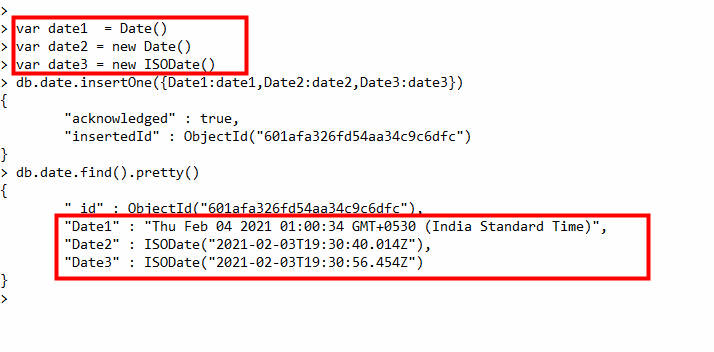 >
> var date1  = Date()
> var date2 = new Date()
> var date3 = new ISODate()
> db.date.insertOne({Date1:date1,Date2:date2,Date3:date3})
{
        "acknowledged" : true,
        "insertedId" : ObjectId("601afa326fd54aa34c9c6dfc")
}
> db.date.find().pretty()
{
        "_id" : ObjectId("601afa326fd54aa34c9c6dfc"),
        "Date1" : "Thu Feb 04 2021 01:00:34 GMT+0530 (India Standard Time)",
        "Date2" : ISODate("2021-02-03T19:30:40.014Z"),
        "Date3" : ISODate("2021-02-03T19:30:56.454Z")
}
>